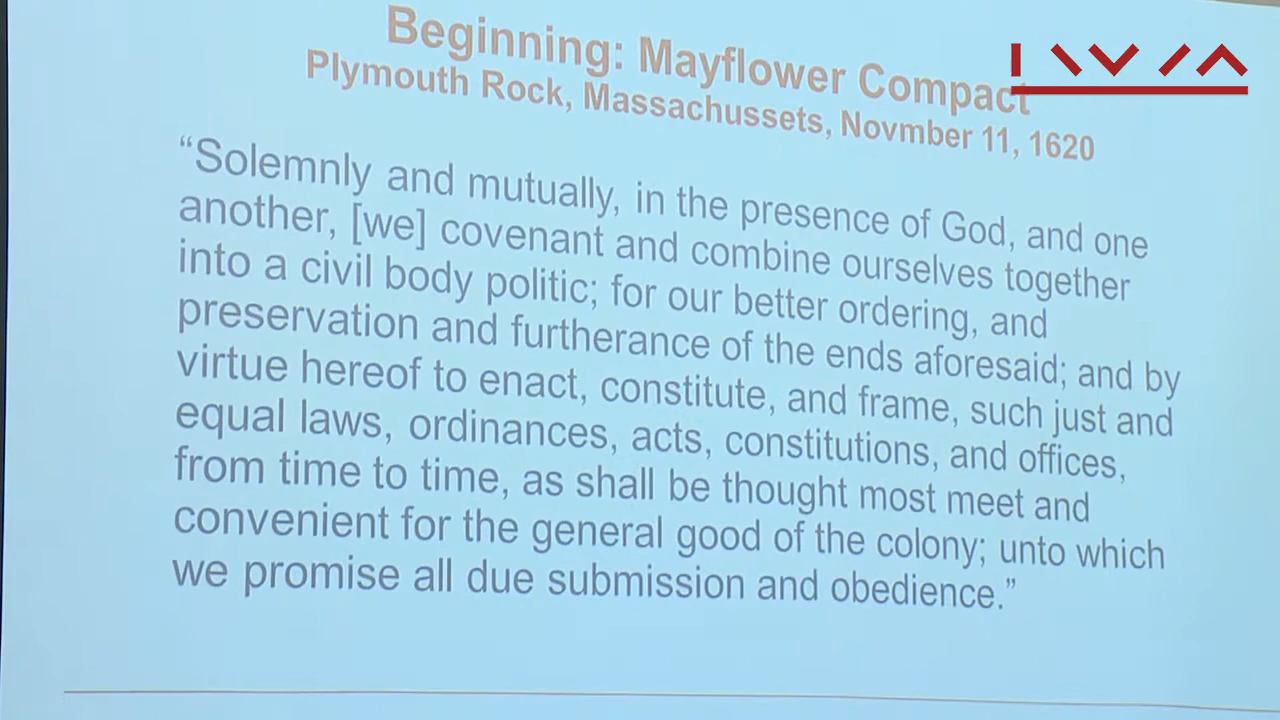 Beginning: Mayflower Compact
Plymouth Rock, Massachussets, Novmber 11, 1620
“Solemnly and mutually, in the presence of God, and one
another, [we] covenant and combine ourselves together
into a civil body politic; for our better ordering, and
preservation and furtherance of the ends aforesaid; and by
virtue hereof to enact, constitute, and frame, such just and
equal laws, ordinances, acts, constitutions, and offices,
from time to time, as shall be thought most meet and
convenient for the general good of the colony; unto which
we promise all due submission and obedience.”